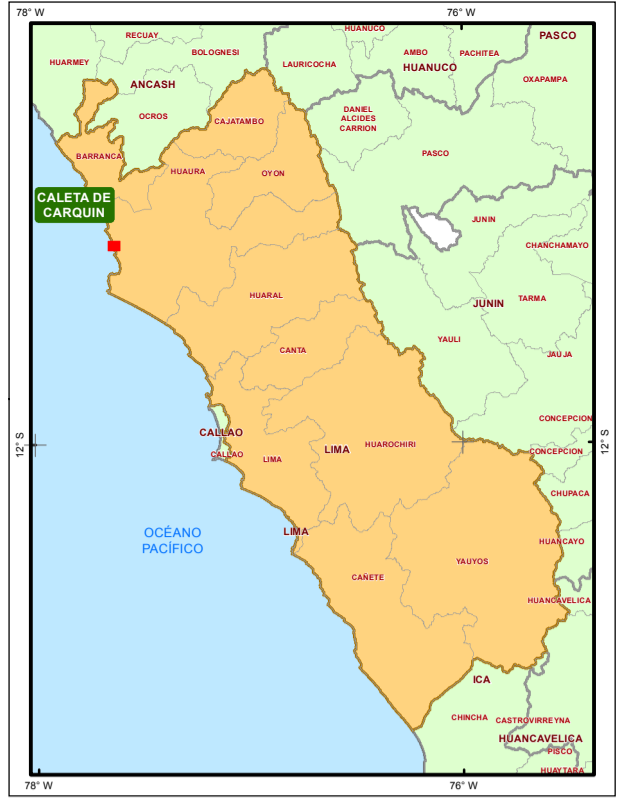 78° W
76° W
RECUAY
HUANUCO
PASCO
BOLOGNESI
AMBO
PACHITEA
HUARMEY
LAURICOCHA
HUANUCO
OXAPAMPA
ANCASH
OCROS
CAJATAMBO
DANIEL
ALCIDES
CARRION
BARRANCA
PASCO
HUAURA
OYON
CALETA DE
CARQUIN
JUNIN
CHANCHAMAYO
HUARAL
JUNIN
TARMA
YAULI
CANTA
JAUJA
CONCEPCION
CALLAO
12° S
12° S
CALLAO
LIMA
LIMA
HUAROCHIRI
CONCEPCION
CHUPACA
OCÉANO
PACÍFICO
LIMA
HUANCAYO
YAUYOS
CAÑETE
HUANCAVELICA
ICA
CHINCHA
CASTROVIRREYNA
HUANCAVELICA
PISCO
HUAYTARA
78° W
76° W